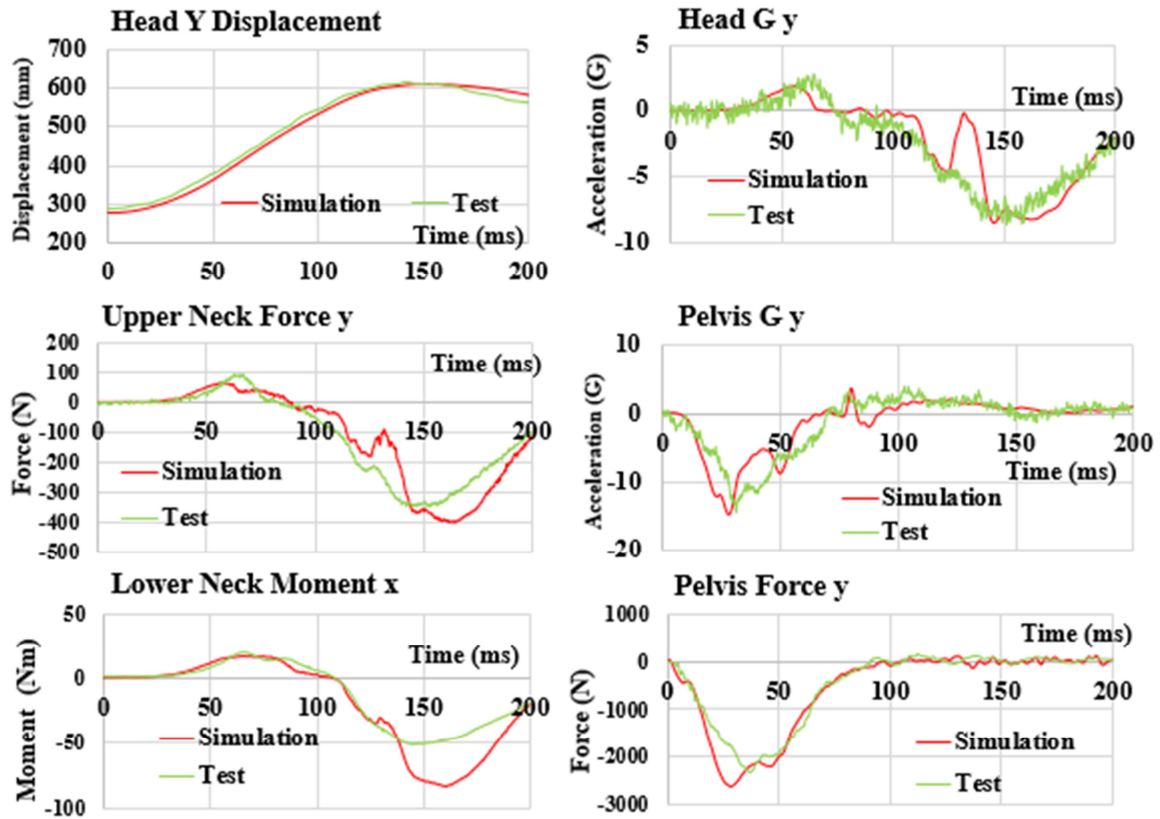 Head Y Displacement
700
600
500
400
300
200
Displacement (mm)
Simulation
Test
Time (ms)
0 50 100 150 200
Head G y
5
0
-5
-10
Acceleration (G)
Time (ms)
0 50 100 150 200
Simulation
Test
Upper Neck Force y
200
100
0
-100
-200
-300
-400
-500
Force (N)
Time (ms)
0 50 100 150 200
Simulation
Test
Pelvis G y
10
0
-10
-20
Acceleration (G)
0 50 100 150 200
Time (ms)
Simulation
Test
Lower Neck Moment x
50
0
-50
-100
Moment (Nm)
Time (ms)
0 50 100 150 200
Simulation
Test
Pelvis Force y
1000
0
-1000
-2000
-3000
Force (N)
Time (ms)
0 50 100 150 200
Simulation
Test